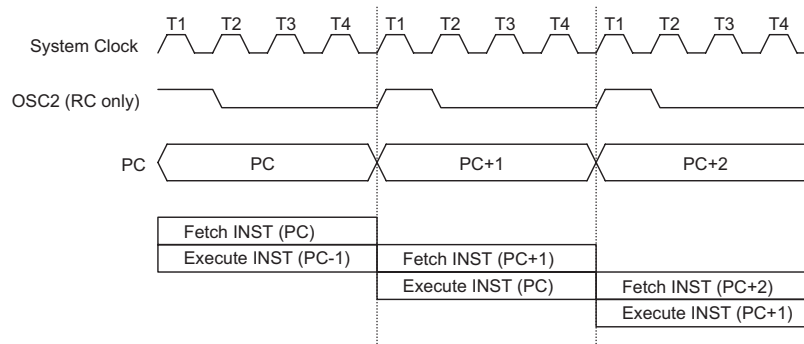 T1 T2 T3 T4 T1 T2 T3 T4 T1 T2 T3 T4
System Clock
OSC2 (RC only)
PC PC PC+1 PC+2
Fetch INST (PC)
Execute INST (PC-1) Fetch INST (PC+1)
Execute INST (PC) Fetch INST (PC+2)
Execute INST (PC+1)